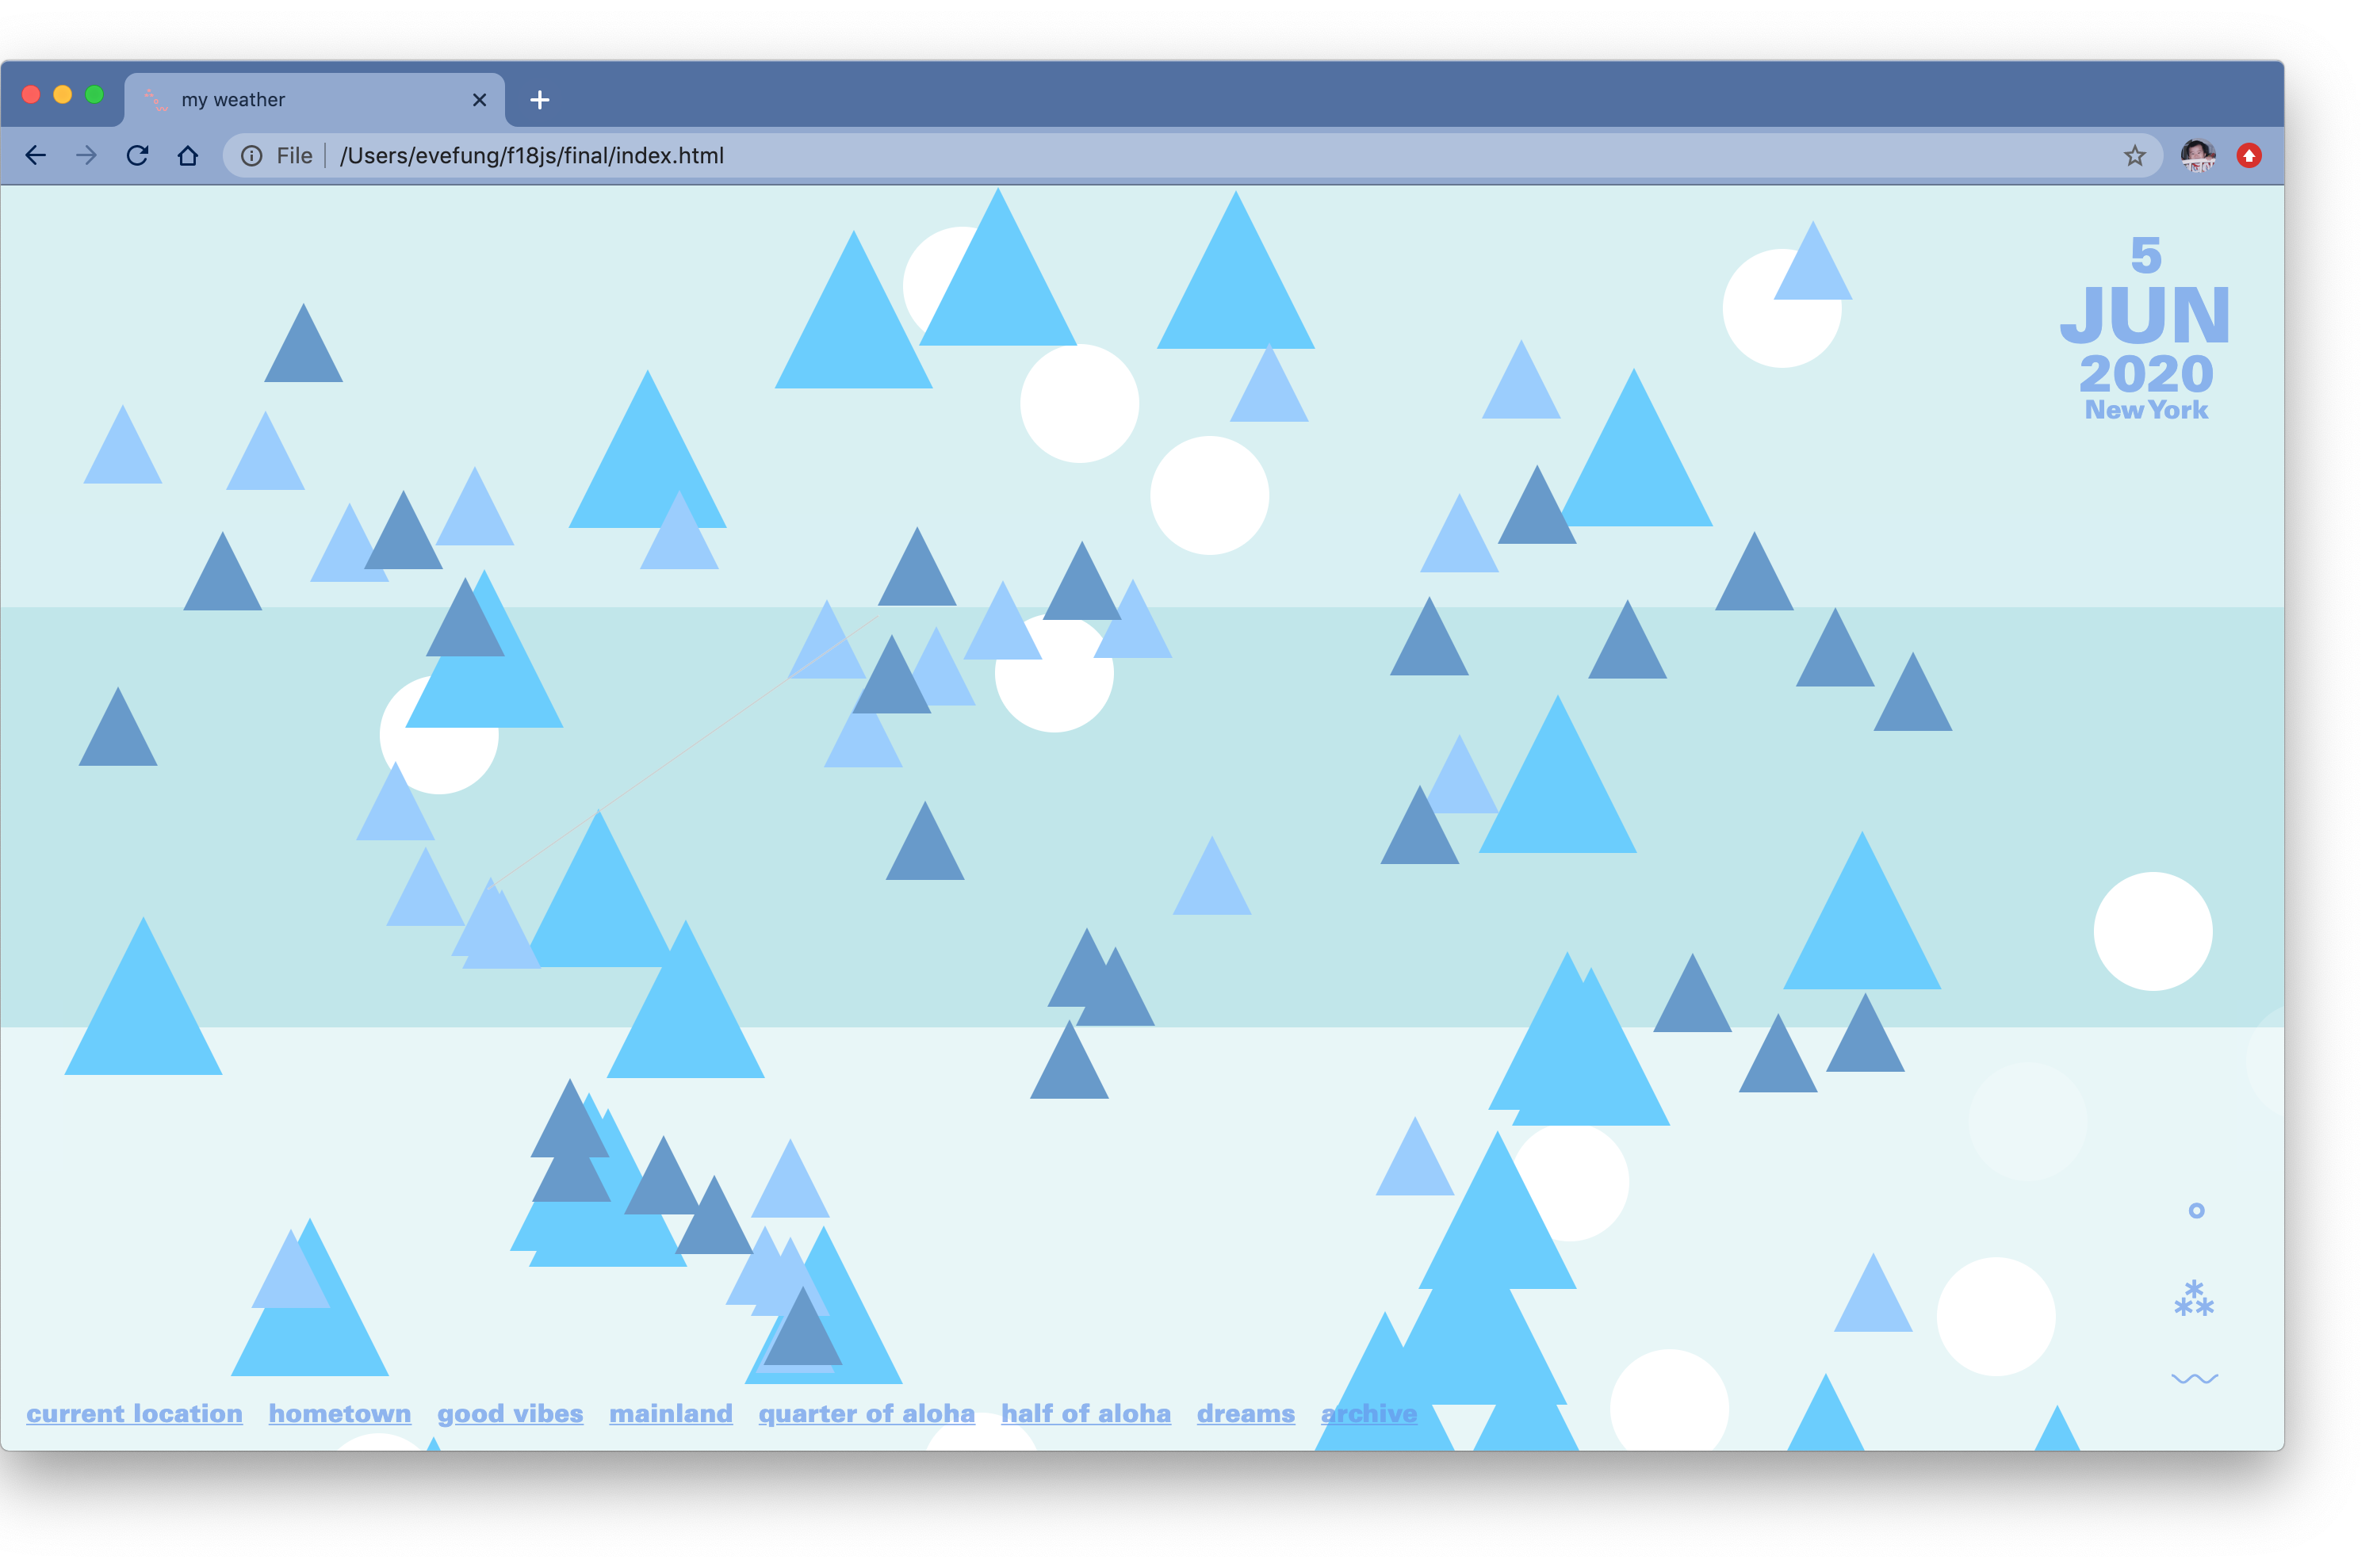 my weather
File /Users/evefung/f18js/final/index.html
5
JUN
2020
New York
current location hometown good vibes mainland quarter of aloha half of aloha dreams archive